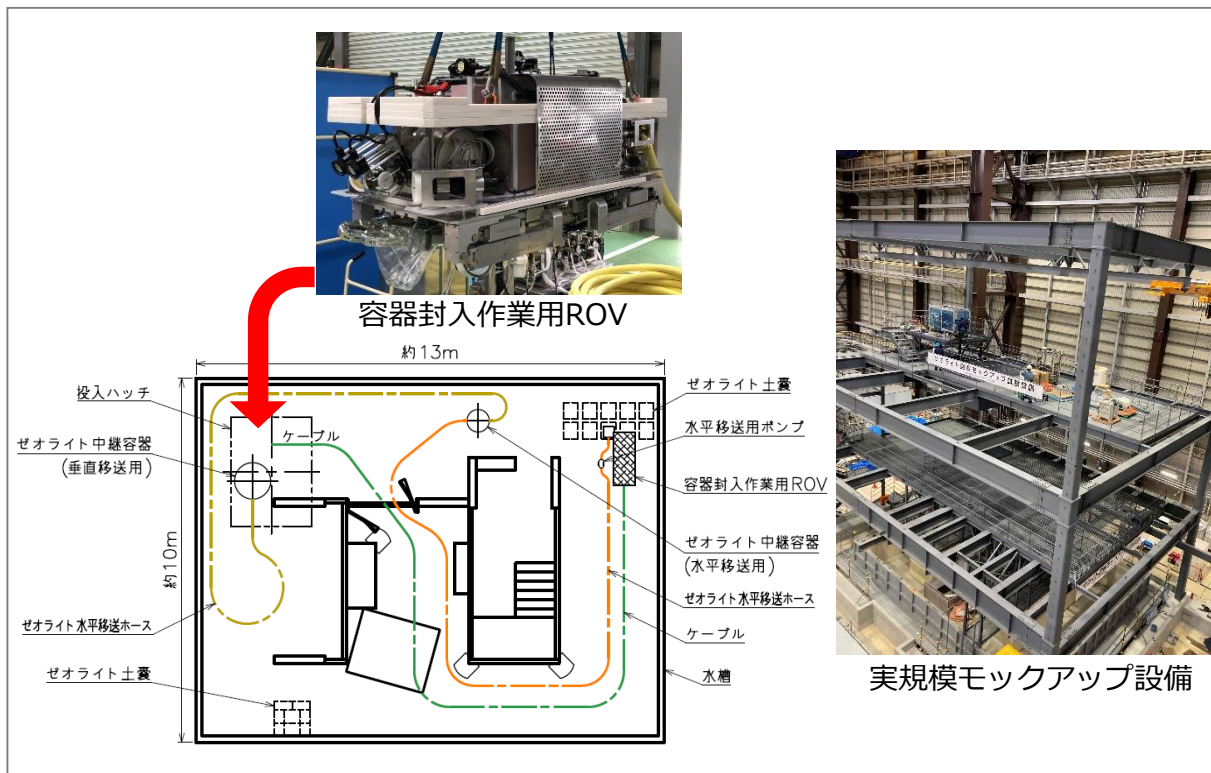 容器封入作業用ROV
約13m
投入ハッチ
ケーブル
ゼオライト中継容器
(垂直移送用)
約10m
ゼオライト水平移送ホース
ゼオライト土嚢
ゼオライト土嚢
水平移送用ポンプ
容器封入作業用ROV
ゼオライト中継容器
(水平移送用)
ゼオライト水平移送ホース
ケーブル
水槽
実規模モックアップ設備